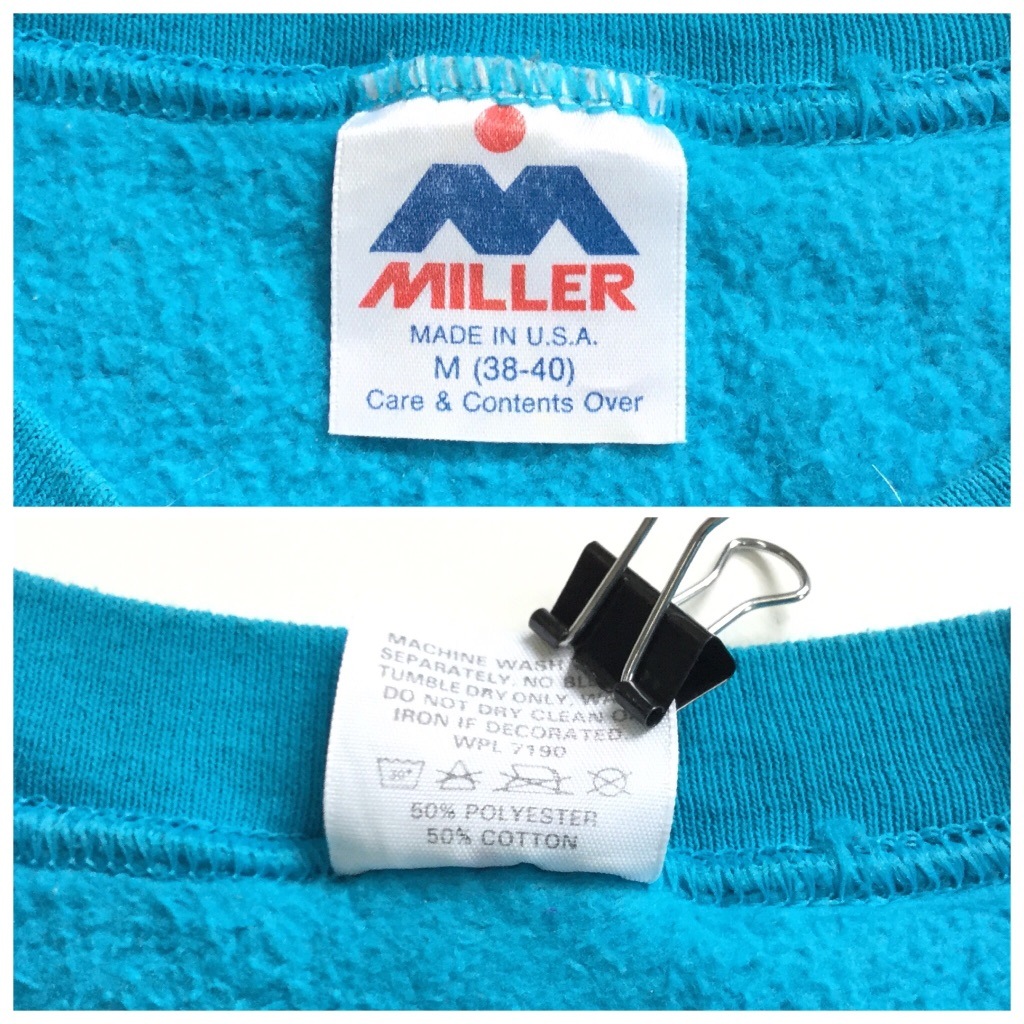 MILLER
MADE IN U.S.A.
M (38-40)
Care & Contents Over
MACHINE WASH
SEPARATELY. NO
TUMBLE DRY ONLY.
DO NOT DRY CLEAN
IRON IF DECORATED.
WPL 7190
50% POLYESTER
50% COTTON